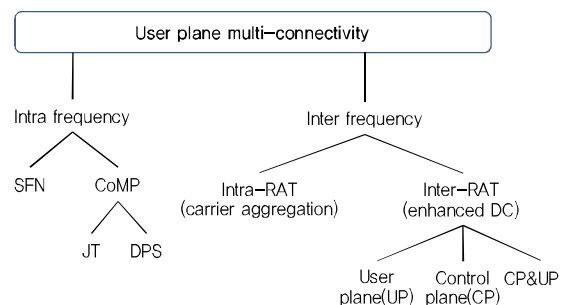 User plane multi-connectivity
Intra frequency
Inter frequency
SFN
CoMP
Intra-RAT
(carrier aggregation)
Inter-RAT
(enhanced DC)
JT
DPS
User
plane(UP)
Control
plane(CP)
CP&UP